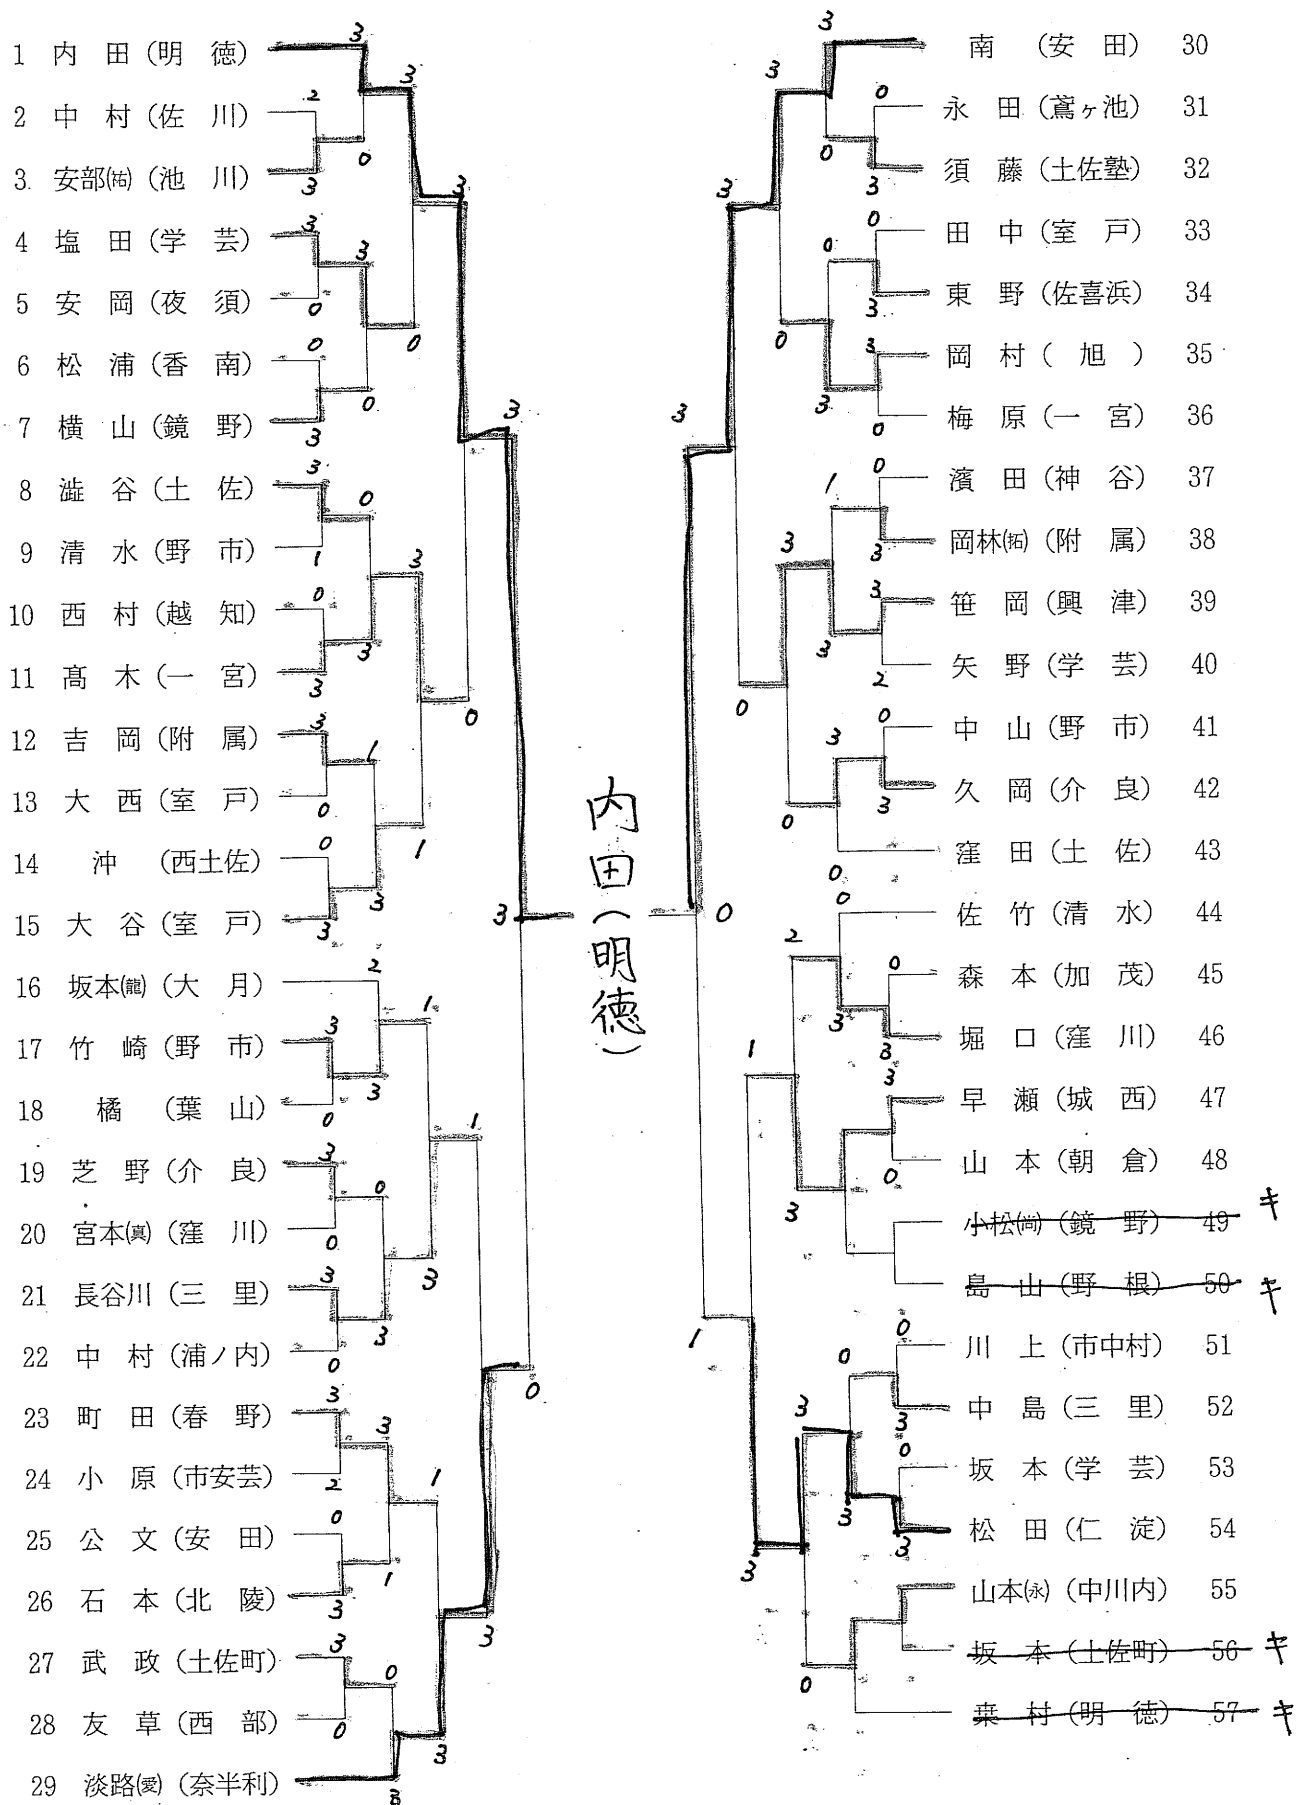 1 内田(明徳)
2 中村(佐川)
3. 安部㈷(池川)
4 塩田(学芸)
5 安岡(夜須)
6 松浦(香南)
7 横山(鏡野)
8 澁谷(土佐)
9 清水(野市)
10 西村(越知)
11 髙木(一宮)
12 吉岡(附属)
13 大西(室戸)
14 沖(西土佐)
15 大谷(室戸)
16 坂本(龍)(大月)
17 竹崎(野市)
18 橘(葉山)
19 芝野(介良)
20 宮本(真)(窪川)
21 長谷川(三里)
22 中村(浦ノ内)
23 町田(春野)
24 小原(市安芸)
25 公文(安田)
26 石本(北陵)
27 武政(土佐町)
28 友草(西部)
29 淡路(愛)(奈半利)
内田(明徳)
南(安田) 30
永田(鳶ヶ池) 31
須藤(土佐塾) 32
田中(室戸) 33
東野(佐喜浜) 34
岡村(旭) 35
梅原(一宮) 36
濱田(神谷) 37
岡林(拓)(附属) 38
笹岡(興津) 39
矢野(学芸) 40
中山(野市) 41
久岡(介良) 42
窪田(土佐) 43
佐竹(清水) 44
森本(加茂) 45
堀口(窪川) 46
早瀬(城西) 47
山本(朝倉) 48
小松(尚)(鏡野) 49 キ
島山(野根) 50 キ
川上(市中村) 51
中島(三里) 52
坂本(学芸) 53
松田(仁淀) 54
山本(永)(中川内) 55
坂本(土佐町) 56 キ
桒村(明徳) 57 キ